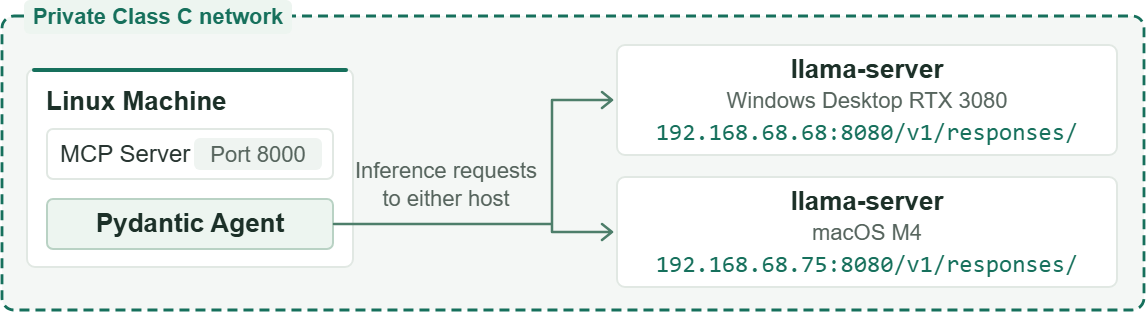 Private Class C network
Linux Machine
MCP Server Port 8000
Pydantic Agent
Inference requests
to either host
llama-server
Windows Desktop RTX 3080
192.168.68.68:8080/v1/responses/
llama-server
macOS M4
192.168.68.75:8080/v1/responses/